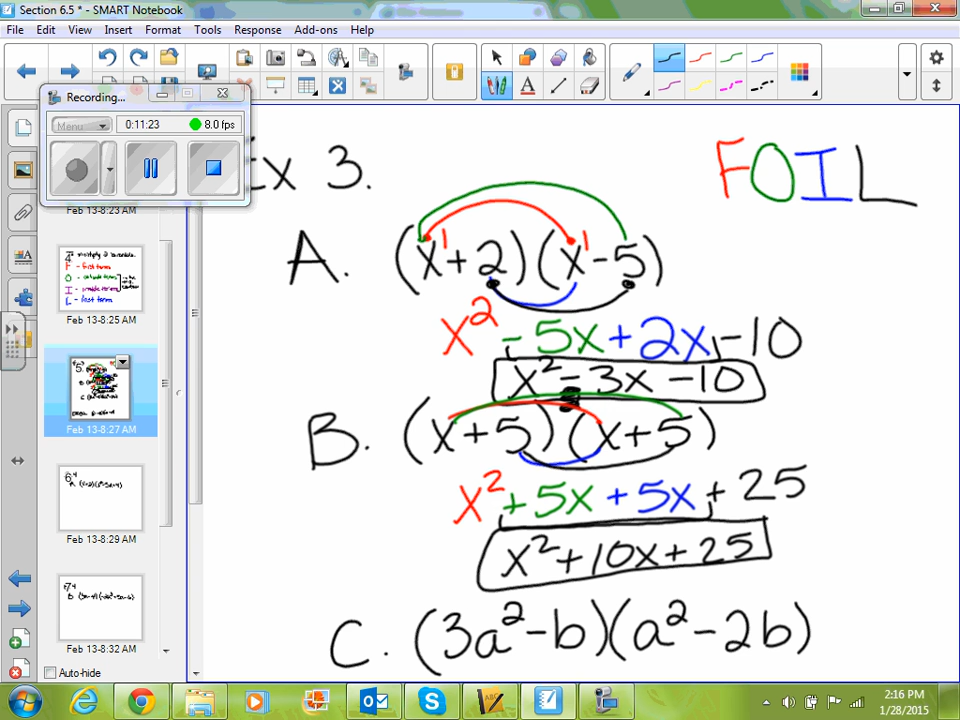 Section 6.5 * - SMART Notebook
File Edit View Insert Format Tools Response Add-ons Help
Recording...
Menu 0:11:23 8.0 fps
Feb 13-8:23 AM
Feb 13-8:25 AM
Feb 13-8:27 AM
Feb 13-8:29 AM
Feb 13-8:32 AM
Auto-hide
Ex 3.
FOIL
A. (x¹+2)(x¹-5)
x² -5x+2x-10
x²-3x-10
B. (x+5)(x+5)
x²+5x+5x+25
x²+10x+25
C. (3a²-b)(a²-2b)
2:16 PM
1/28/2015